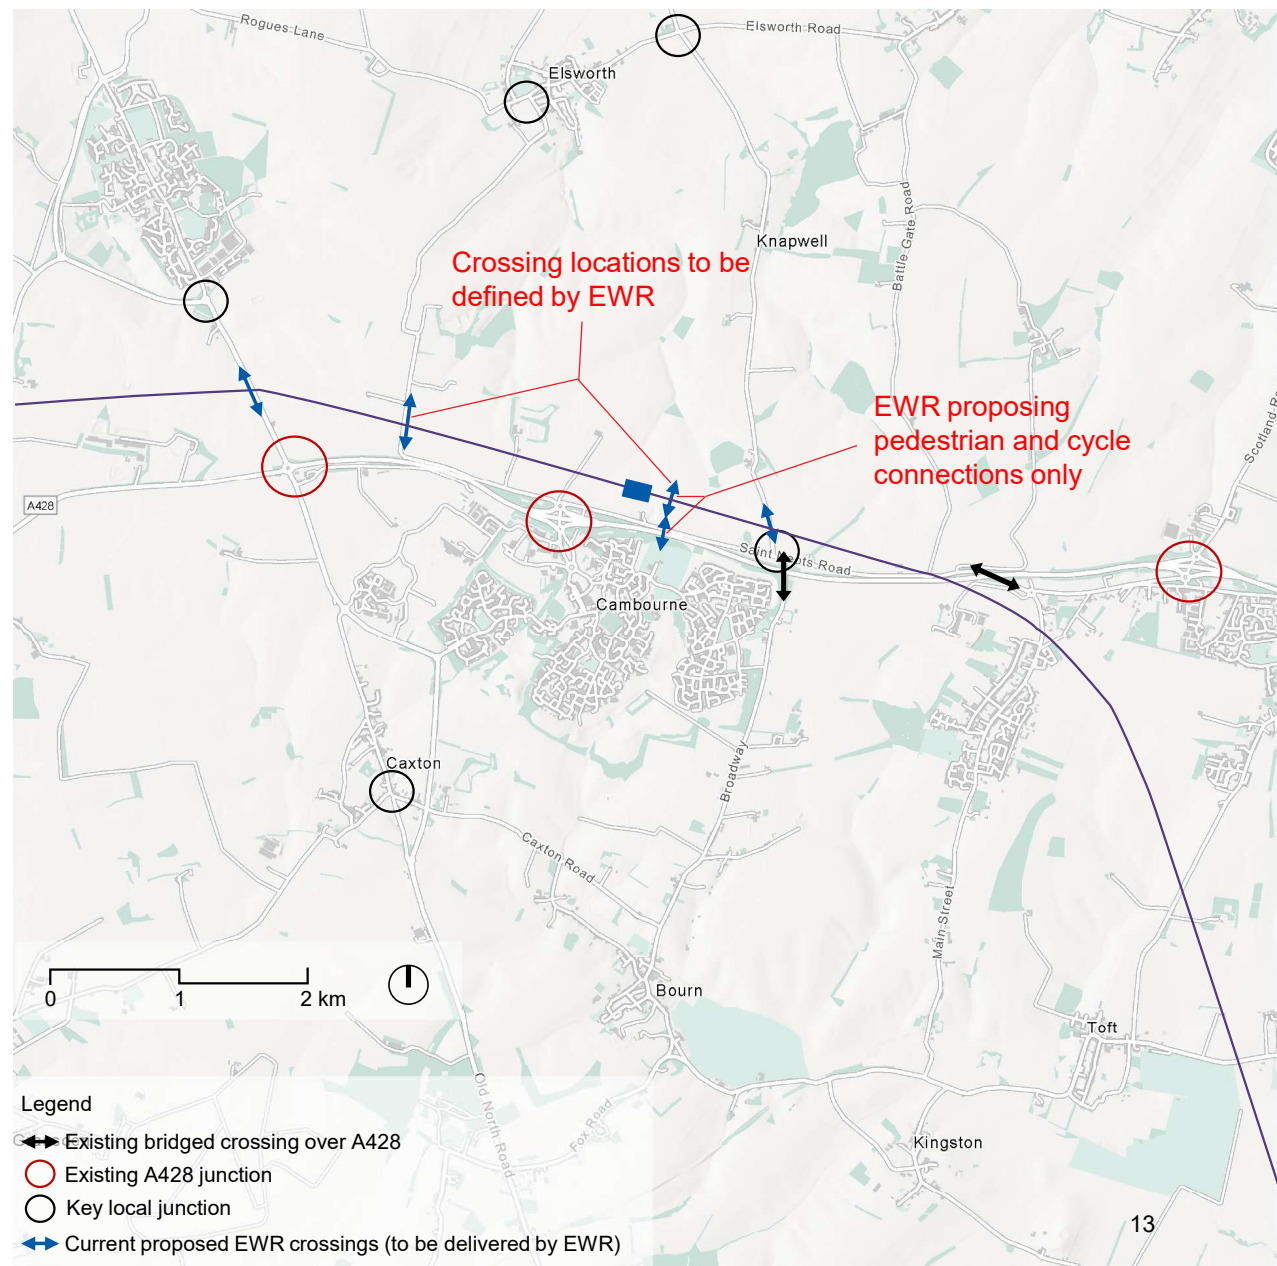 Rogues Lane
Elsworth Road
Elsworth
Knapwell
Battle Gate Road
Crossing locations to be
defined by EWR
EWR proposing
pedestrian and cycle
connections only
A428
Saint Neots Road
Cambourne
Caxton
Broadway
Caxton Road
Main Street
Bourn
Toft
0
1
2 km
Old North Road
Fox Road
Kingston
13
Legend
Existing bridged crossing over A428
Existing A428 junction
Key local junction
Current proposed EWR crossings (to be delivered by EWR)